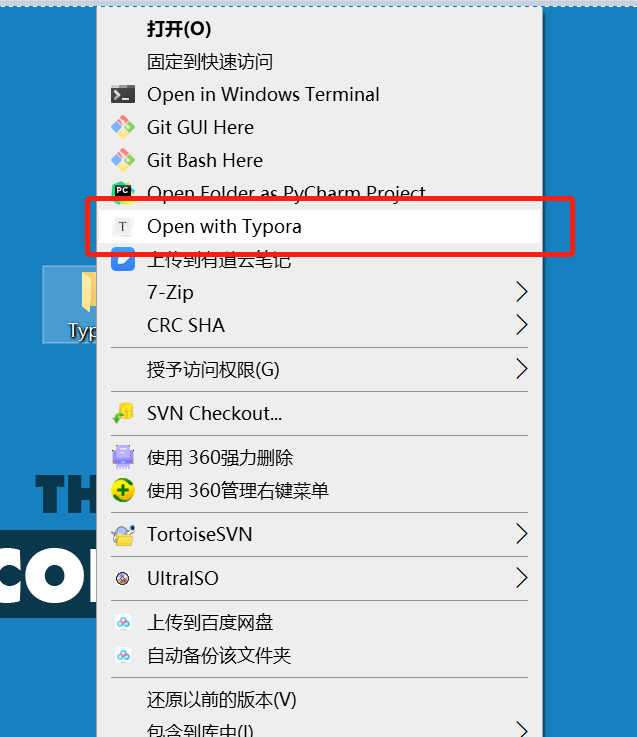 打开(O)
固定到快速访问
Open in Windows Terminal
Git GUI Here
Git Bash Here
PC
Open Folder as PyCharm Project
T
Open with Typora
上传到有道云笔记
Typ
7-Zip
CRC SHA
授予访问权限(G)
SVN Checkout...
使用 360强力删除
使用 360管理右键菜单
TH
TortoiseSVN
CO
UltraISO
上传到百度网盘
自动备份该文件夹
还原以前的版本(V)
包含到库中(I)